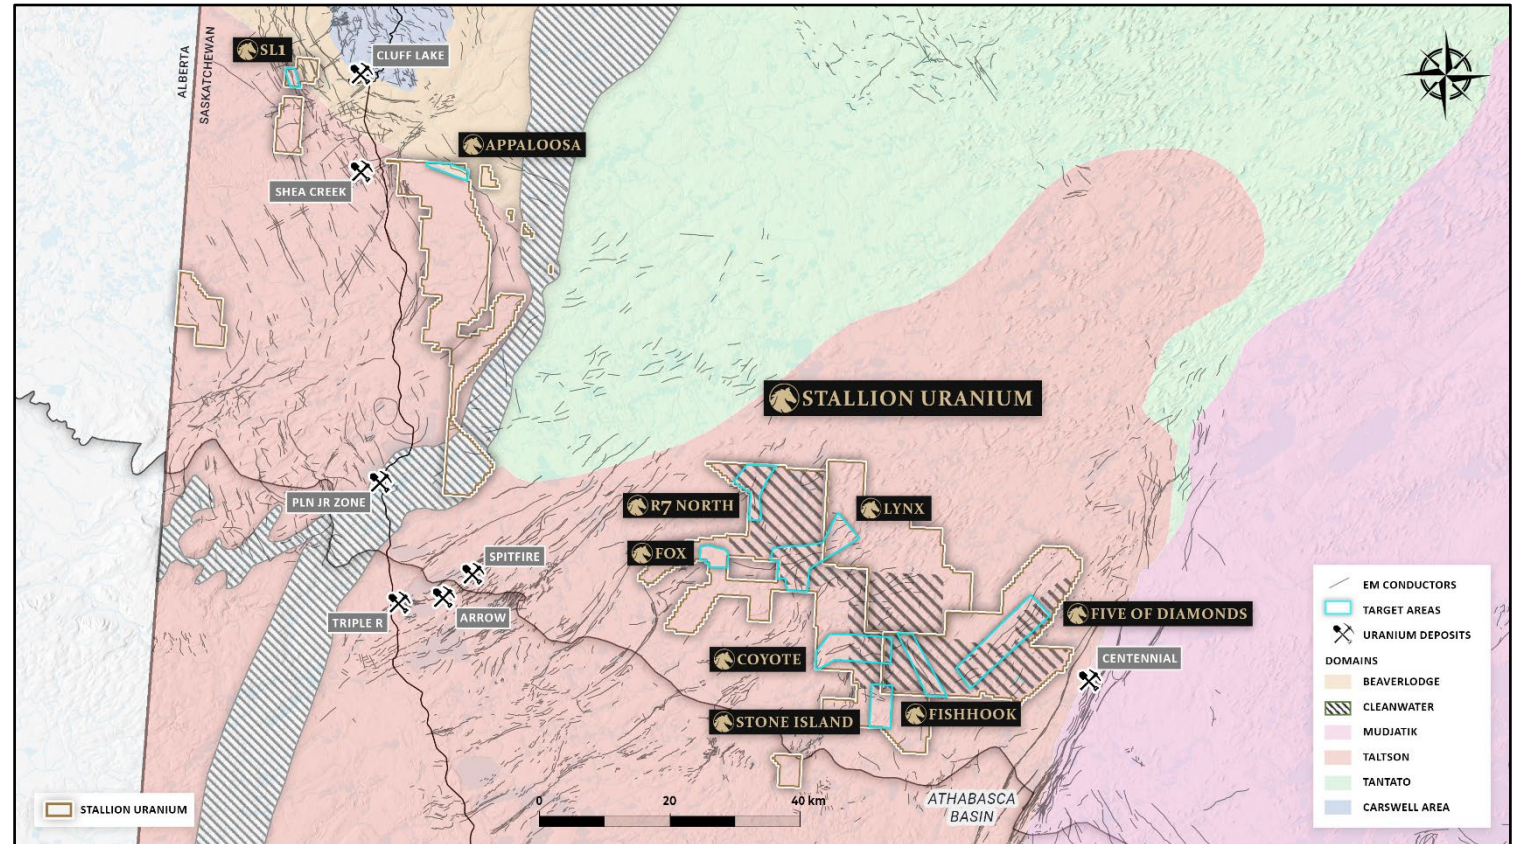 SL1
CLUFF LAKE
ALBERTA
SASKATCHEWAN
APPALOOSA
SHEA CREEK
STALLION URANIUM
PLN JR ZONE
R7 NORTH
LYNX
FOX
SPITFIRE
ARROW
TRIPLE R
FIVE OF DIAMONDS
COYOTE
CENTENNIAL
STONE ISLAND
FISHHOOK
ATHABASCA
BASIN
0 20 40 km
STALLION URANIUM
EM CONDUCTORS
TARGET AREAS
URANIUM DEPOSITS
DOMAINS
BEAVERLODGE
CLEANWATER
MUDJATIK
TALTSON
TANTATO
CARSWELL AREA